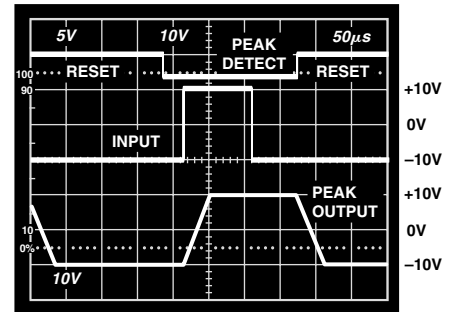 5V 10V 50µs
PEAK
DETECT
100 RESET RESET
90 +10V
0V
INPUT
−10V
+10V
PEAK
OUTPUT
10 0V
0%
−10V
10V